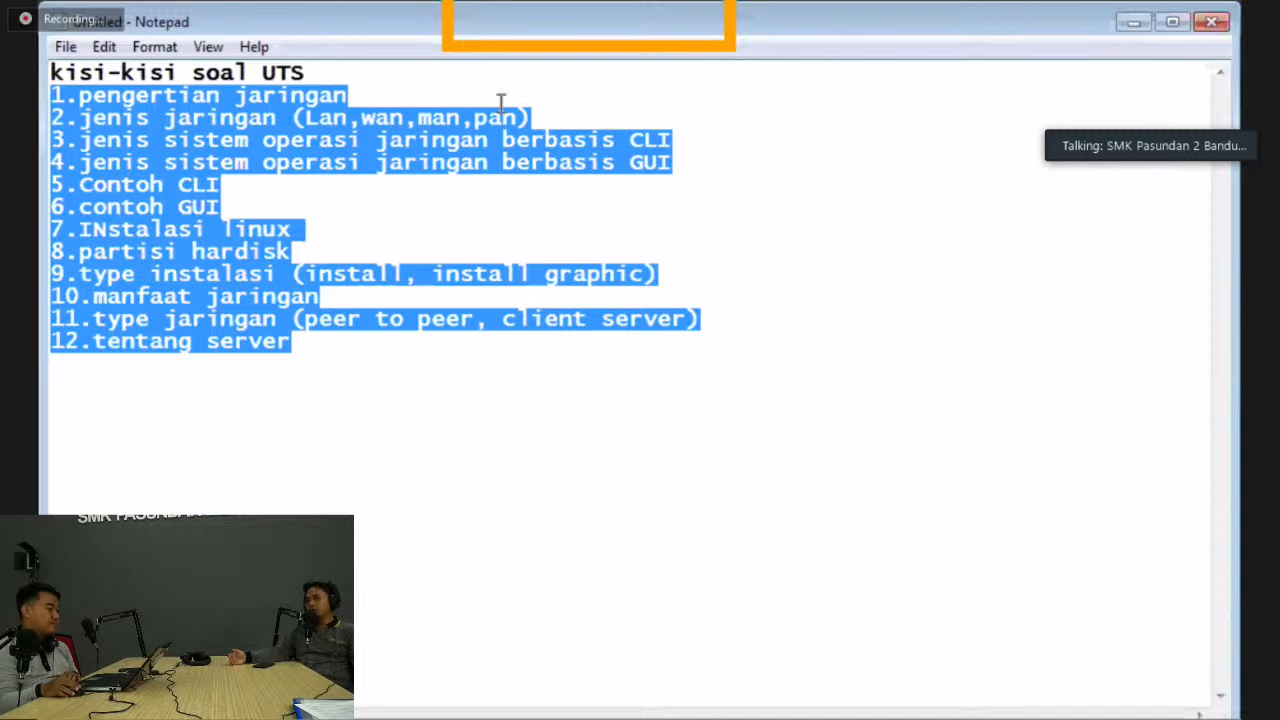 Recording...
Untitled - Notepad
File Edit Format View Help
kisi-kisi soal UTS
1.pengertian jaringan
2.jenis jaringan (Lan,wan,man,pan)
3.jenis sistem operasi jaringan berbasis CLI
4.jenis sistem operasi jaringan berbasis GUI
5.Contoh CLI
6.contoh GUI
7.INstalasi linux
8.partisi hardisk
9.type instalasi (install, install graphic)
10.manfaat jaringan
11.type jaringan (peer to peer, client server)
12.tentang server
Talking: SMK Pasundan 2 Bandu...
SMK PASUNDAN